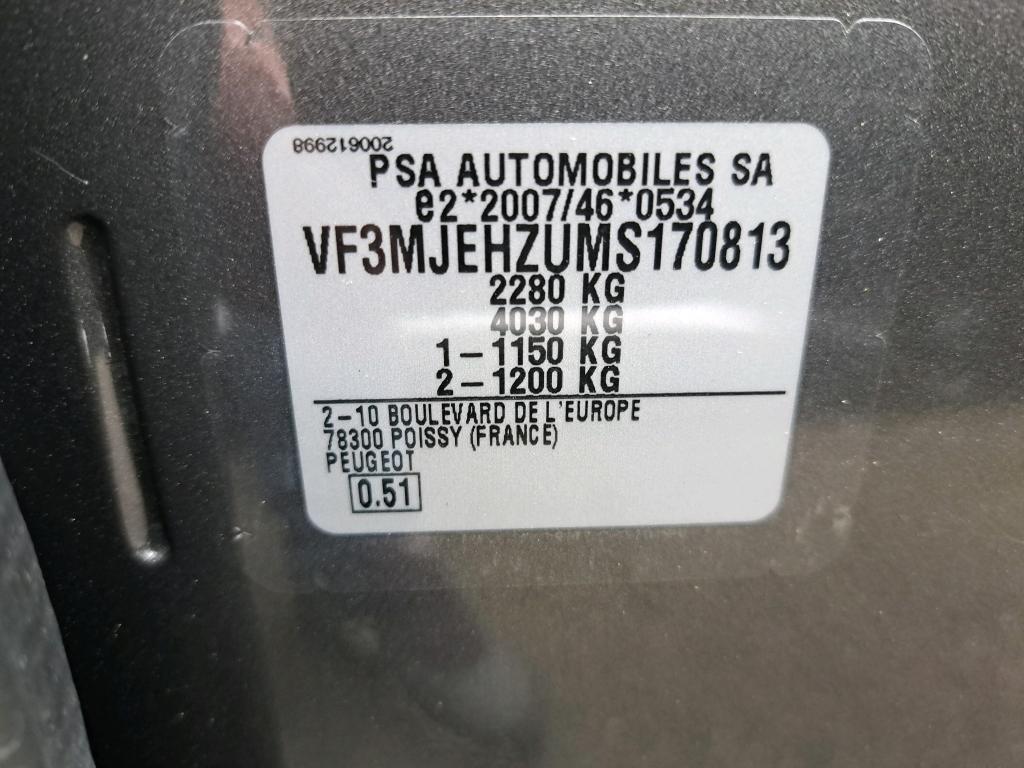 200612998
PSA AUTOMOBILES SA
e2*2007/46*0534
VF3MJEHZUMS170813
2280 KG
4030 KG
1-1150 KG
2-1200 KG
2-10 BOULEVARD DE L'EUROPE
78300 POISSY (FRANCE)
PEUGEOT
0.51